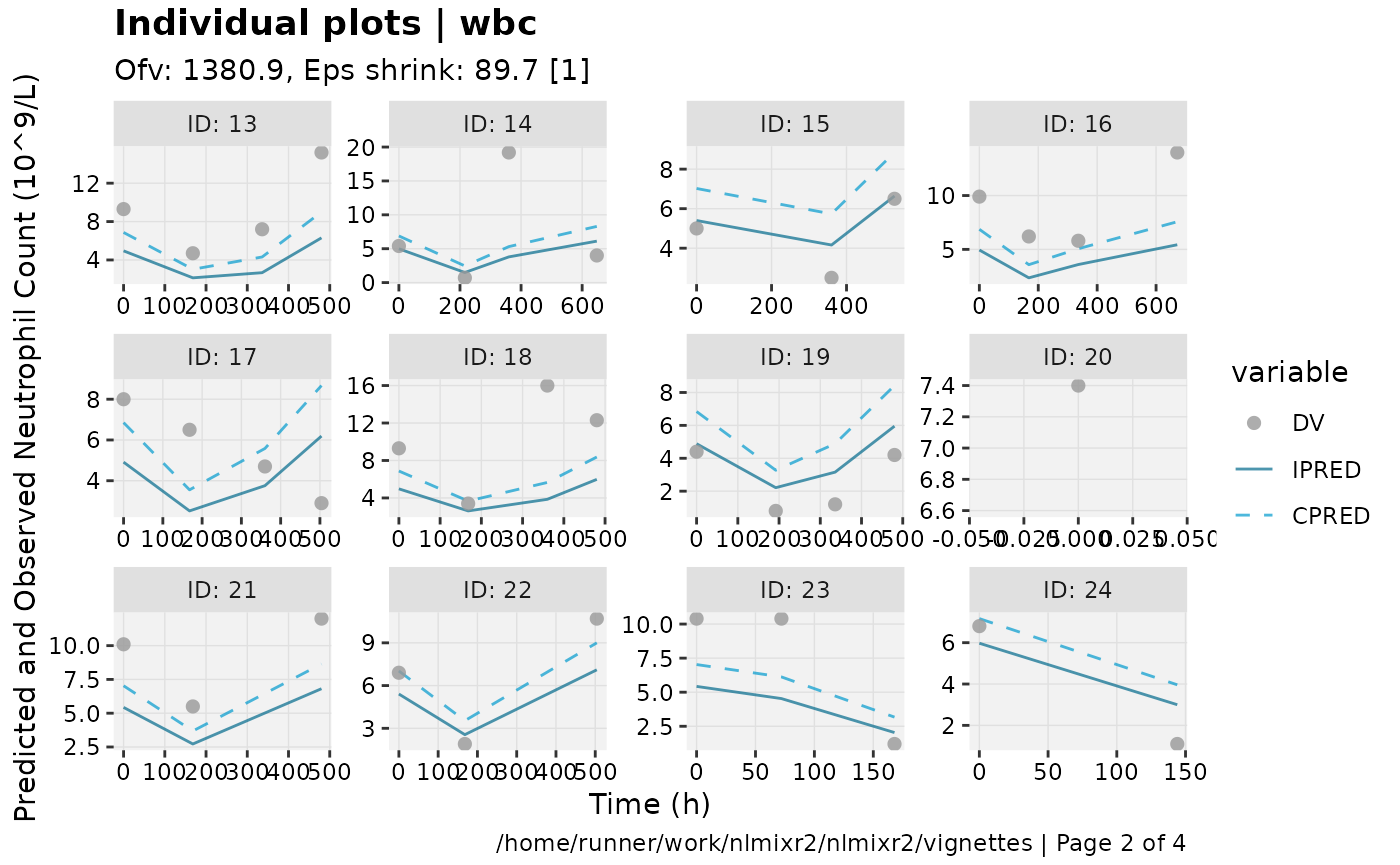 Individual plots | wbc
Ofv: 1380.9, Eps shrink: 89.7 [1]
Predicted and Observed Neutrophil Count (10^9/L)
ID: 13 ID: 14 ID: 15 ID: 16
12
8
4
0 100 200 300 400 500
20
15
10
5
0
0 200 400 600
8
6
4
0 200 400
10
5
0 200 400 600
ID: 17 ID: 18 ID: 19 ID: 20
8
6
4
0 100 200 300 400 500
16
12
8
4
0 100 200 300 400 500
8
6
4
2
0 100 200 300 400 500
7.4
7.2
7.0
6.8
6.6
-0.050 -0.025 0.000 0.025 0.050
ID: 21 ID: 22 ID: 23 ID: 24
10.0
7.5
5.0
2.5
0 100 200 300 400 500
9
6
3
0 100 200 300 400 500
10.0
7.5
5.0
2.5
0 50 100 150
6
4
2
0 50 100 150
Time (h)
variable
DV
IPRED
CPRED
/home/runner/work/nlmixr2/nlmixr2/vignettes | Page 2 of 4